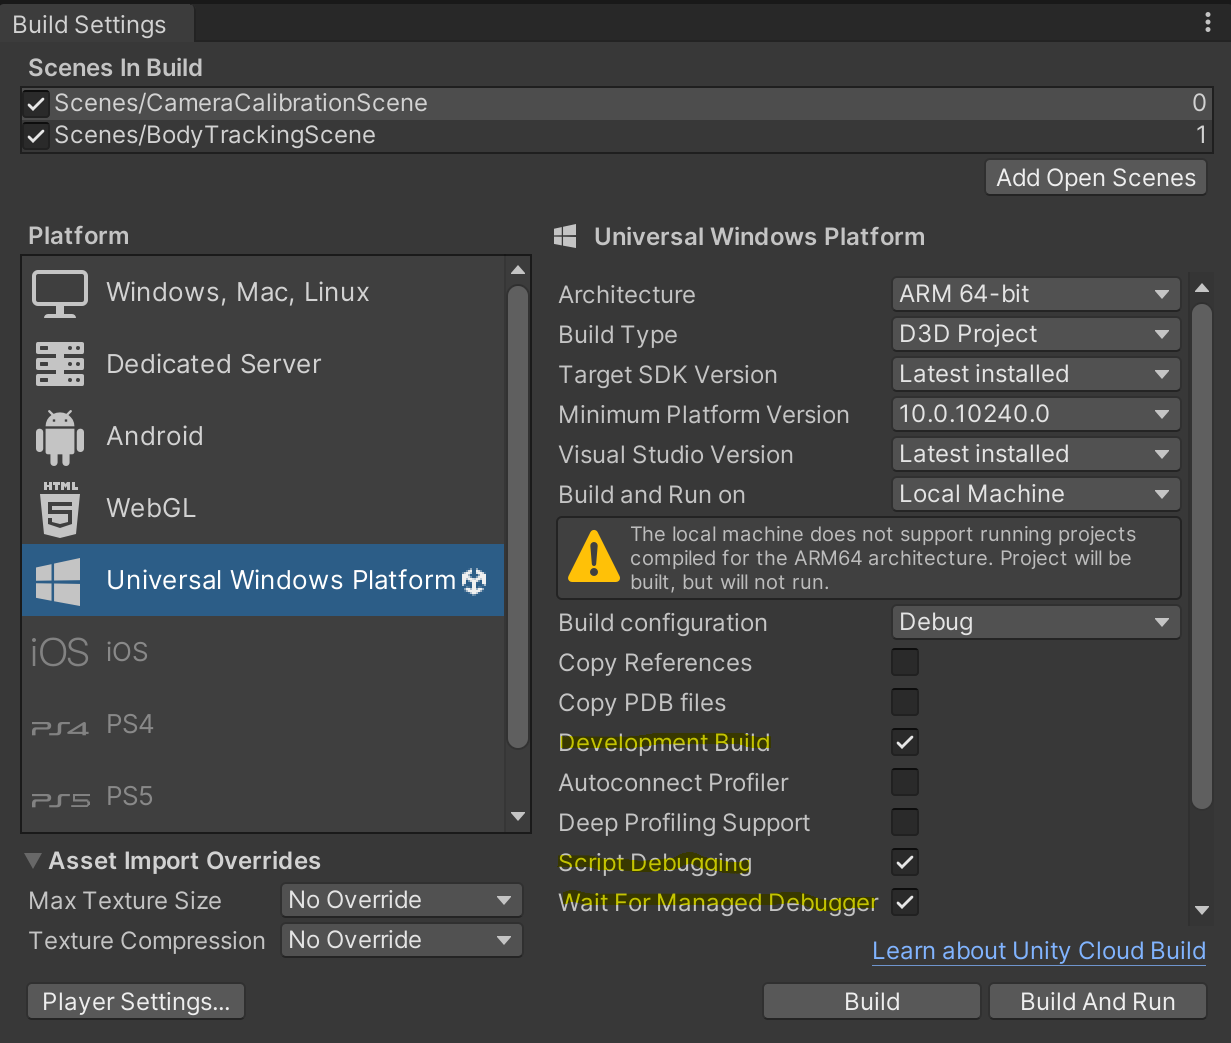 Build Settings
Scenes In Build
Scenes/CameraCalibrationScene 0
Scenes/BodyTrackingScene 1
Add Open Scenes
Platform
Windows, Mac, Linux
Dedicated Server
Android
HTML 5 WebGL
Universal Windows Platform
iOS iOS
PS4 PS4
PS5 PS5
Universal Windows Platform
Architecture ARM 64-bit
Build Type D3D Project
Target SDK Version Latest installed
Minimum Platform Version 10.0.10240.0
Visual Studio Version Latest installed
Build and Run on Local Machine
The local machine does not support running projects
compiled for the ARM64 architecture. Project will be
built, but will not run.
Build configuration Debug
Copy References
Copy PDB files
Development Build
Autoconnect Profiler
Deep Profiling Support
Script Debugging
Wait For Managed Debugger
Asset Import Overrides
Max Texture Size No Override
Texture Compression No Override
Learn about Unity Cloud Build
Player Settings...
Build
Build And Run